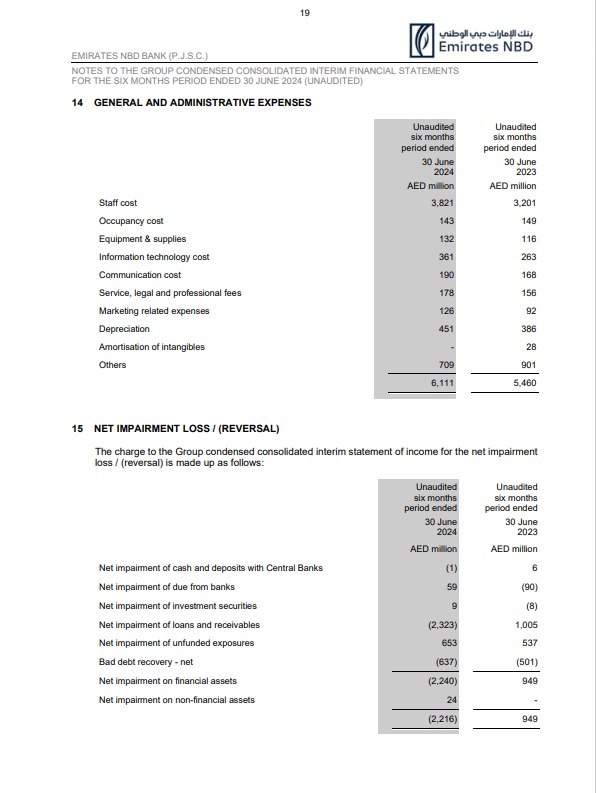 19
بنك الإمارات دبي الوطني
Emirates NBD
EMIRATES NBD BANK (P.J.S.C.)
NOTES TO THE GROUP CONDENSED CONSOLIDATED INTERIM FINANCIAL STATEMENTS
FOR THE SIX MONTHS PERIOD ENDED 30 JUNE 2024 (UNAUDITED)
14 GENERAL AND ADMINISTRATIVE EXPENSES
Unaudited Unaudited
six months six months
period ended period ended
30 June 30 June
2024 2023
AED million AED million
Staff cost 3,821 3,201
Occupancy cost 143 149
Equipment & supplies 132 116
Information technology cost 361 263
Communication cost 190 168
Service, legal and professional fees 178 156
Marketing related expenses 126 92
Depreciation 451 386
Amortisation of intangibles - 28
Others 709 901
6,111 5,460
15 NET IMPAIRMENT LOSS / (REVERSAL)
The charge to the Group condensed consolidated interim statement of income for the net impairment
loss / (reversal) is made up as follows:
Unaudited Unaudited
six months six months
period ended period ended
30 June 30 June
2024 2023
AED million AED million
Net impairment of cash and deposits with Central Banks (1) 6
Net impairment of due from banks 59 (90)
Net impairment of investment securities 9 (8)
Net impairment of loans and receivables (2,323) 1,005
Net impairment of unfunded exposures 653 537
Bad debt recovery - net (637) (501)
Net impairment on financial assets (2,240) 949
Net impairment on non-financial assets 24 -
(2,216) 949